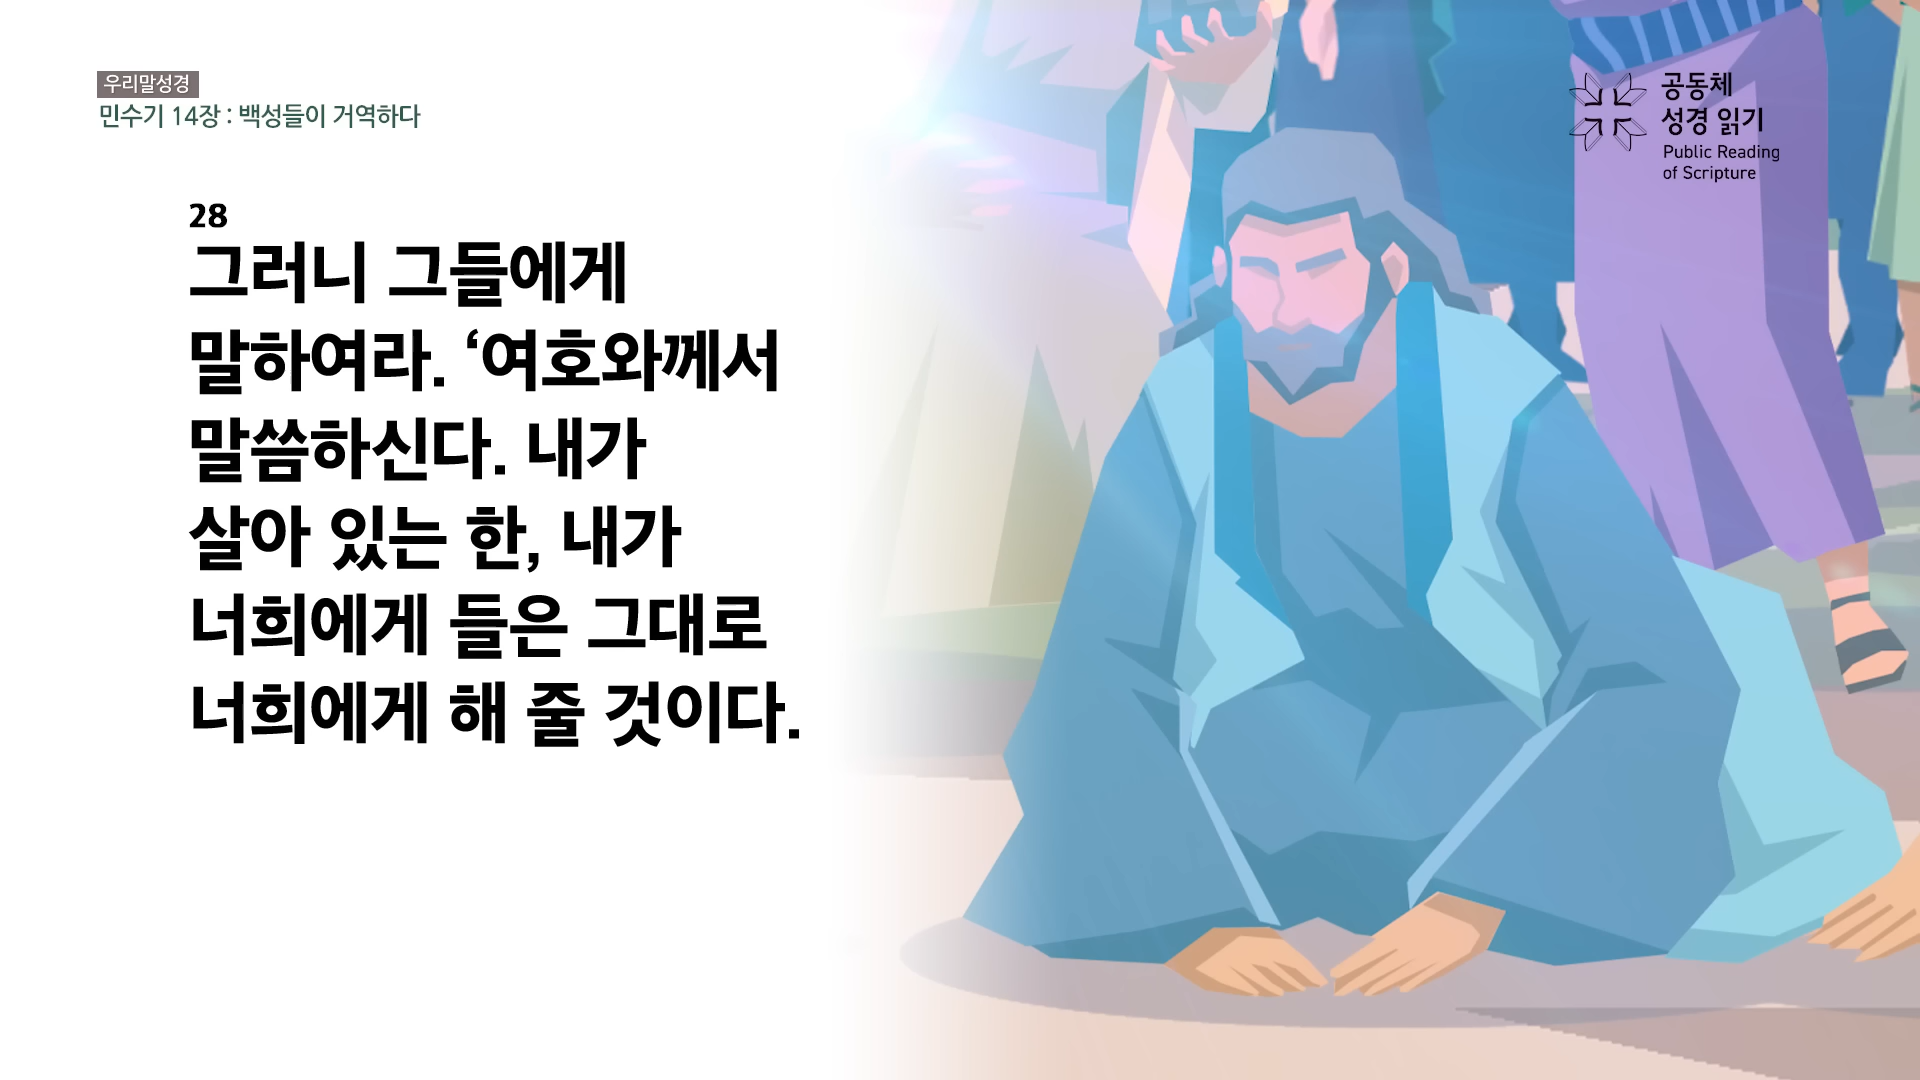 우리말성경
민수기 14장 : 백성들이 거역하다
28
그러니 그들에게
말하여라. ‘여호와께서
말씀하신다. 내가
살아 있는 한, 내가
너희에게 들은 그대로
너희에게 해 줄 것이다.
공동체
성경 읽기
Public Reading
of Scripture